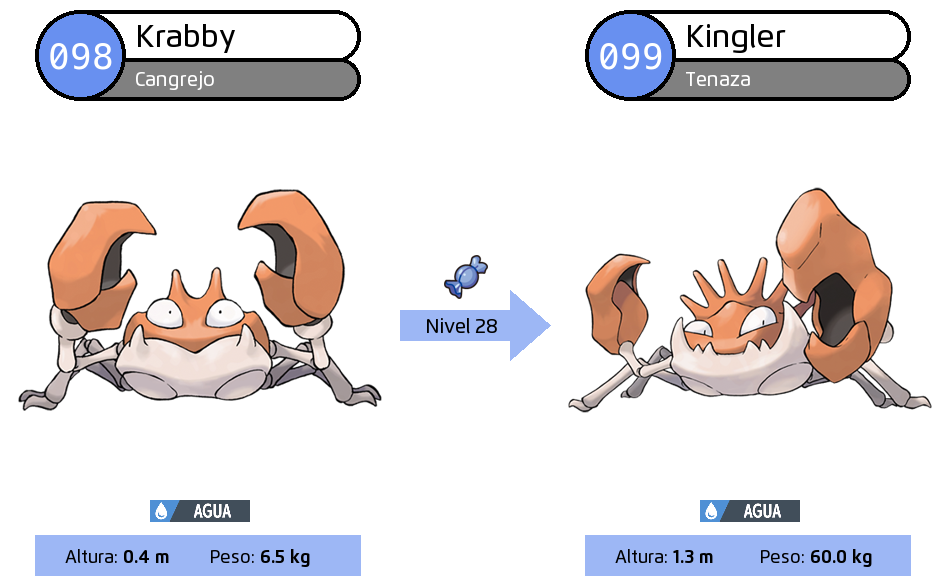 098
Krabby
Cangrejo
099
Kingler
Tenaza
Nivel 28
AGUA
Altura: 0.4 m Peso: 6.5 kg
AGUA
Altura: 1.3 m Peso: 60.0 kg